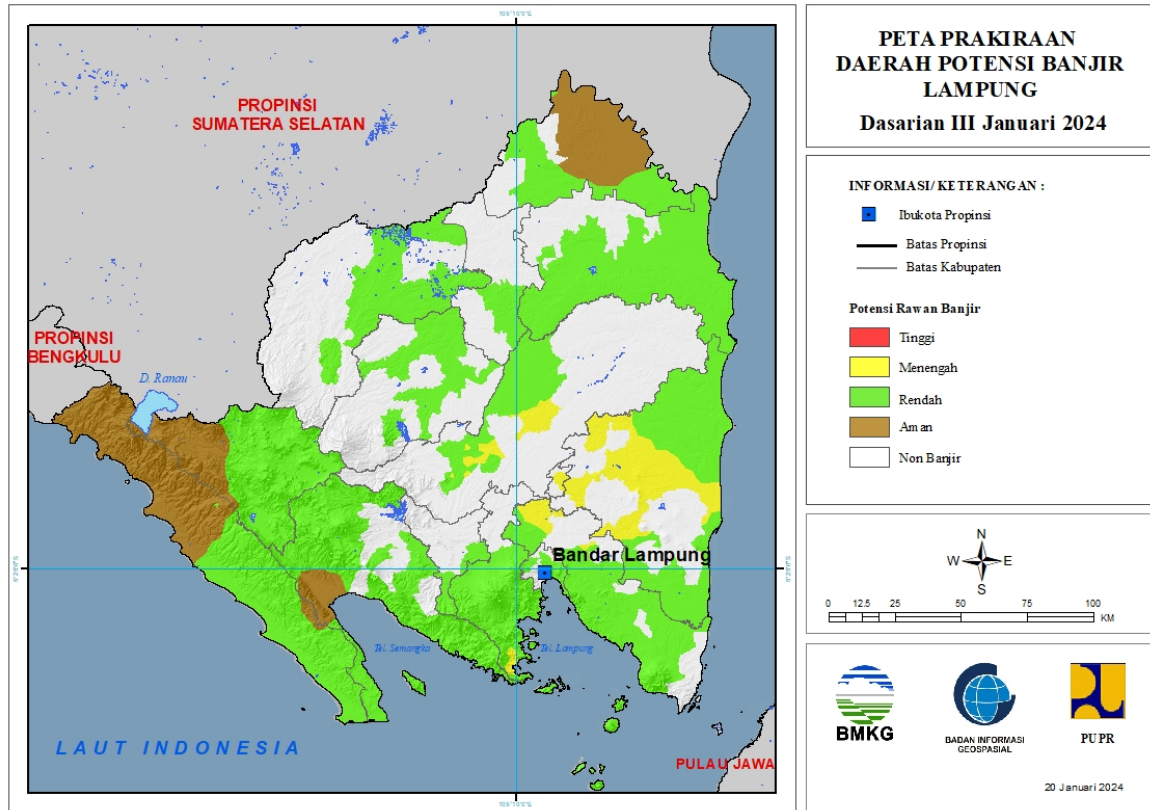 PROPINSI
SUMATERA SELATAN
PROPINSI
BENGKULU
D. Ranau
Bandar Lampung
Tel. Semangka
Tel. Lampung
LAUT INDONESIA
PULAU JAWA
PETA PRAKIRAAN
DAERAH POTENSI BANJIR
LAMPUNG
Dasarian III Januari 2024
INFORMASI/ KETERANGAN :
Ibukota Propinsi
Batas Propinsi
Batas Kabupaten
Potensi Rawan Banjir
Tinggi
Menengah
Rendah
Aman
Non Banjir
N
W E
S
0 12.5 25 50 75 100
KM
BMKG
BADAN INFORMASI
GEOSPASIAL
PUPR
20 Januari 2024